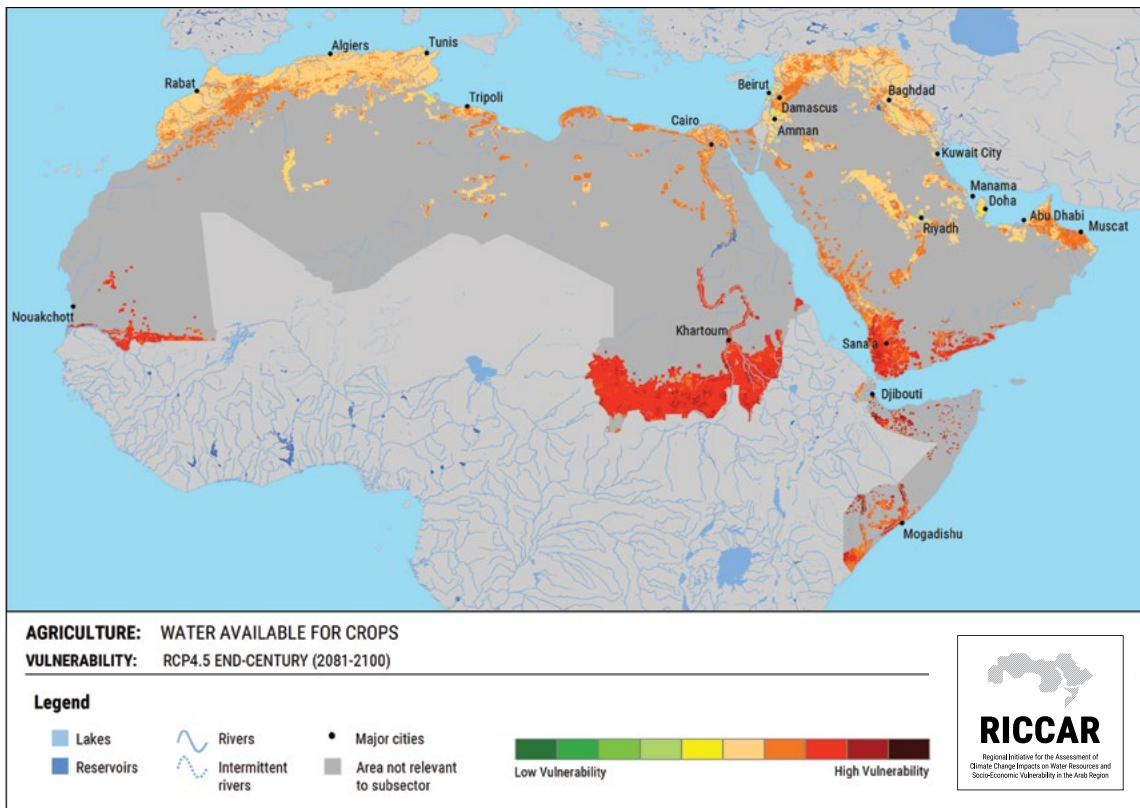 Algiers
Tunis
Rabat
Tripoli
Beirut
Damascus
Baghdad
Cairo
Amman
Kuwait City
Manama
Doha
Abu Dhabi
Muscat
Riyadh
Nouakchott
Khartoum
Sana'a
Djibouti
Mogadishu
AGRICULTURE: WATER AVAILABLE FOR CROPS
VULNERABILITY: RCP4.5 END-CENTURY (2081-2100)
Legend
Lakes
Reservoirs
Rivers
Intermittent
rivers
Major cities
Area not relevant
to subsector
Low Vulnerability
High Vulnerability
RICCAR
Regional Initiative for the Assessment of
Climate Change Impacts on Water Resources and
Socio-Economic Vulnerability in the Arab Region